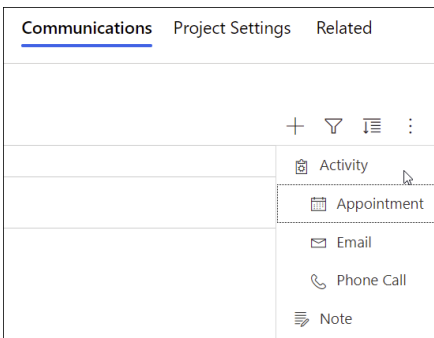 Communications Project Settings Related
Activity
Appointment
Email
Phone Call
Note